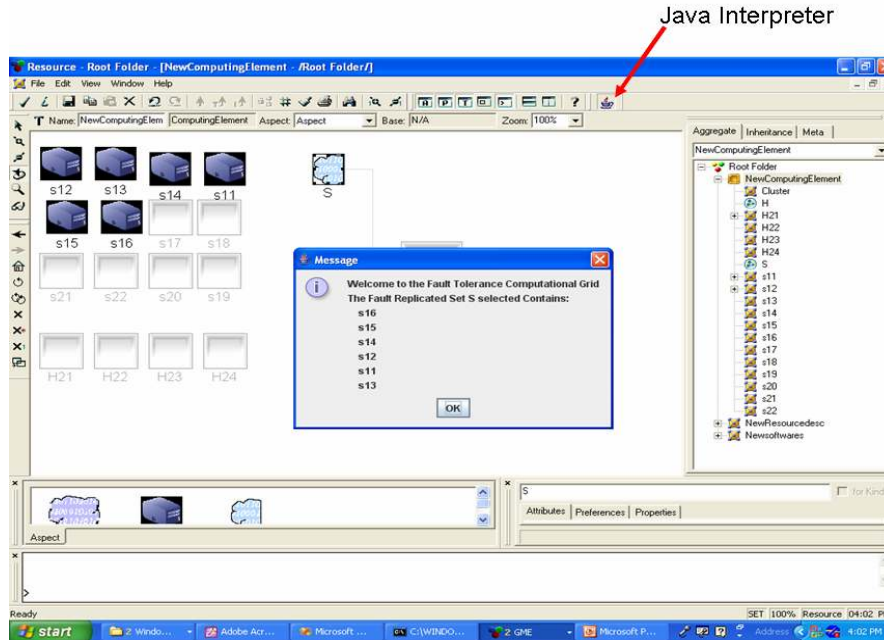 Java Interpreter
Resource - Root Folder - [NewComputingElement - /Root Folder/]
File Edit View Window Help
Name: NewComputingElem ComputingElement Aspect: Aspect Base: N/A Zoom: 100%
s12 s13 s14 s11
S
s15 s16 s17 s18
s21 s22 s20 s19
H21 H22 H23 H24
Message
Welcome to the Fault Tolerance Computational Grid
The Fault Replicated Set S selected Contains:
s16
s15
s14
s12
s11
s13
OK
Aggregate Inheritance Meta
NewComputingElement
Root Folder
NewComputingElement
Cluster
H
H21
H22
H23
H24
S
s11
s12
s13
s14
s15
s16
s17
s18
s19
s20
s21
s22
NewResourcedesc
Newsoftwares
Aspect
S
for Kind
Attributes Preferences Properties
>
Ready
SET 100% Resource 04:02 P
start
2 Windo...
Adobe Acr...
Microsoft ...
C:\WINDO...
2 GME
Microsoft P...
Address
4:02 PM